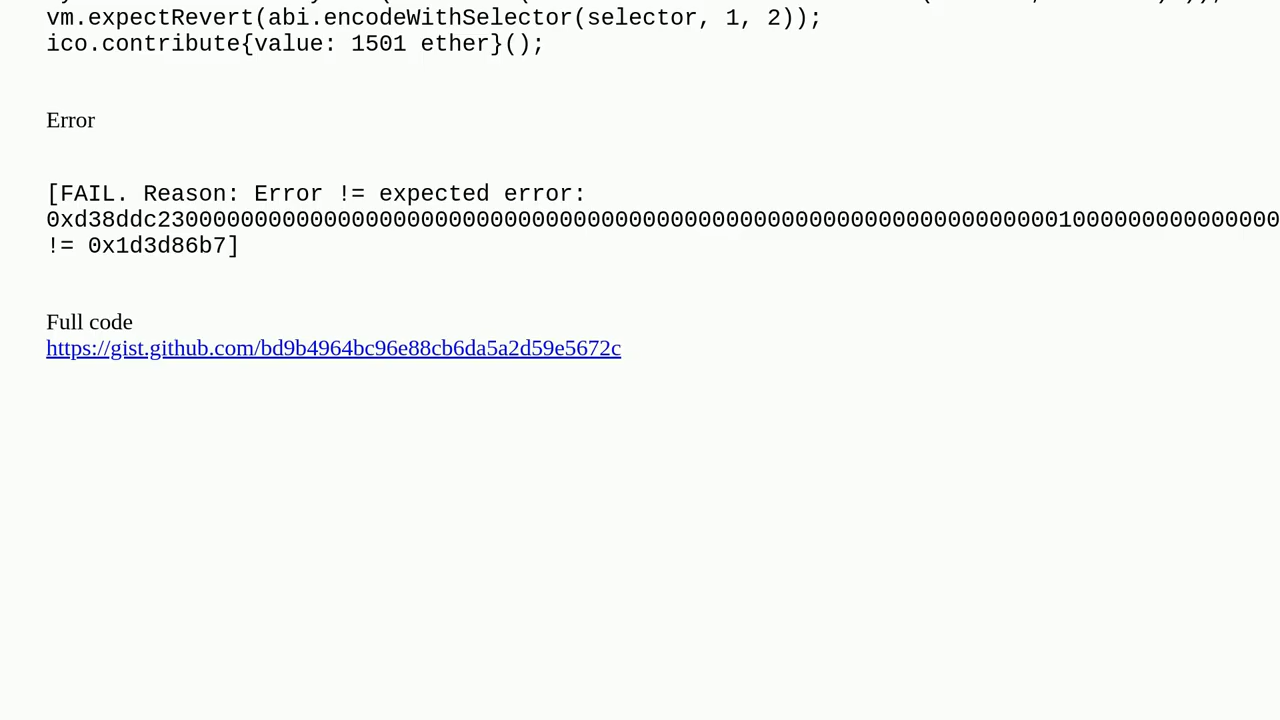 vm.expectRevert(abi.encodeWithSelector(selector, 1, 2));
ico.contribute{value: 1501 ether}();
Error
[FAIL. Reason: Error != expected error:
0xd38ddc230000000000000000000000000000000000000000000000000000000000000001000000000000000
!= 0x1d3d86b7]
Full code
https://gist.github.com/bd9b4964bc96e88cb6da5a2d59e5672c